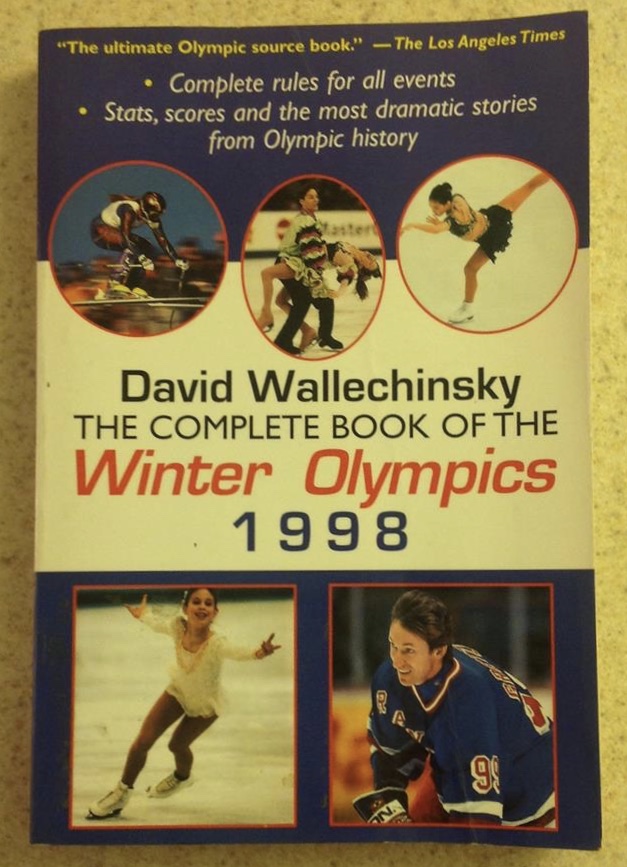 "The ultimate Olympic source book." —The Los Angeles Times
• Complete rules for all events
• Stats, scores and the most dramatic stories
from Olympic history
David Wallechinsky
THE COMPLETE BOOK OF THE
Winter Olympics
1998
99